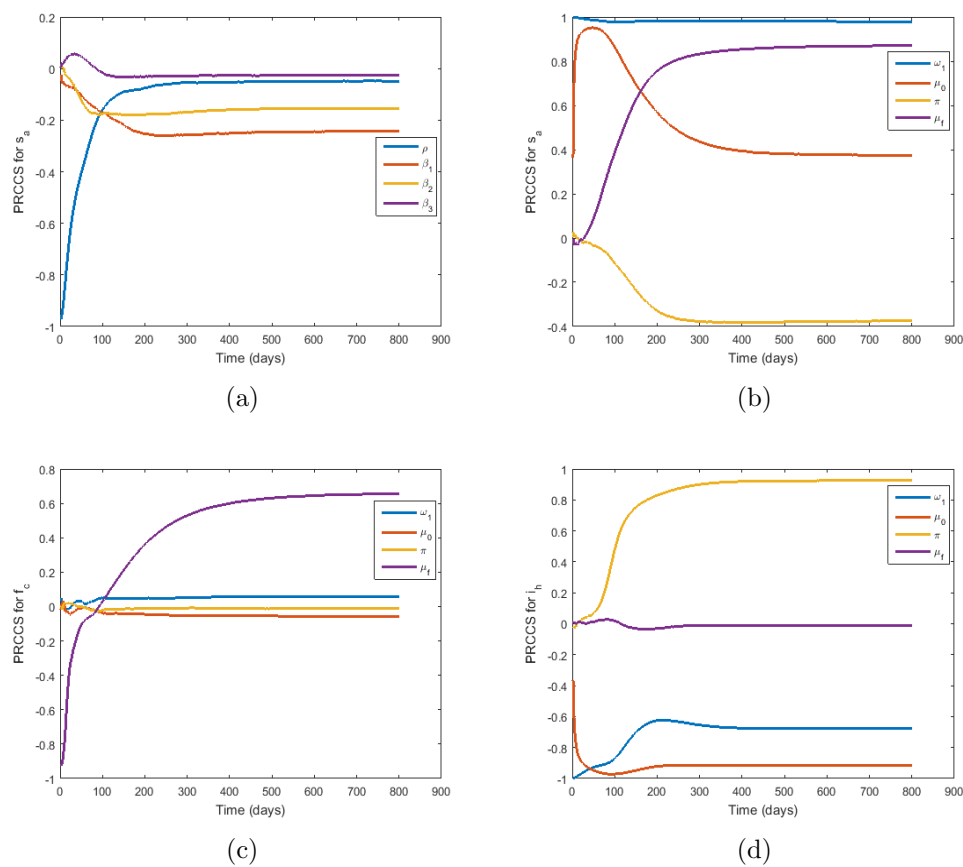 0.2
0
-0.2
-0.4
-0.6
-0.8
-1
PRCCS for s_a
ρ
β_1
β_2
β_3
0 100 200 300 400 500 600 700 800 900
Time (days)
(a)
1
0.8
0.6
0.4
0.2
0
-0.2
-0.4
PRCCS for s_a
ω_1
μ_0
π
μ_f
0 100 200 300 400 500 600 700 800 900
Time (days)
(b)
0.8
0.6
0.4
0.2
0
-0.2
-0.4
-0.6
-0.8
-1
PRCCS for f_c
ω_1
μ_0
π
μ_f
0 100 200 300 400 500 600 700 800 900
Time (days)
(c)
1
0.8
0.6
0.4
0.2
0
-0.2
-0.4
-0.6
-0.8
-1
PRCCS for i_h
ω_1
μ_0
π
μ_f
0 100 200 300 400 500 600 700 800 900
Time (days)
(d)